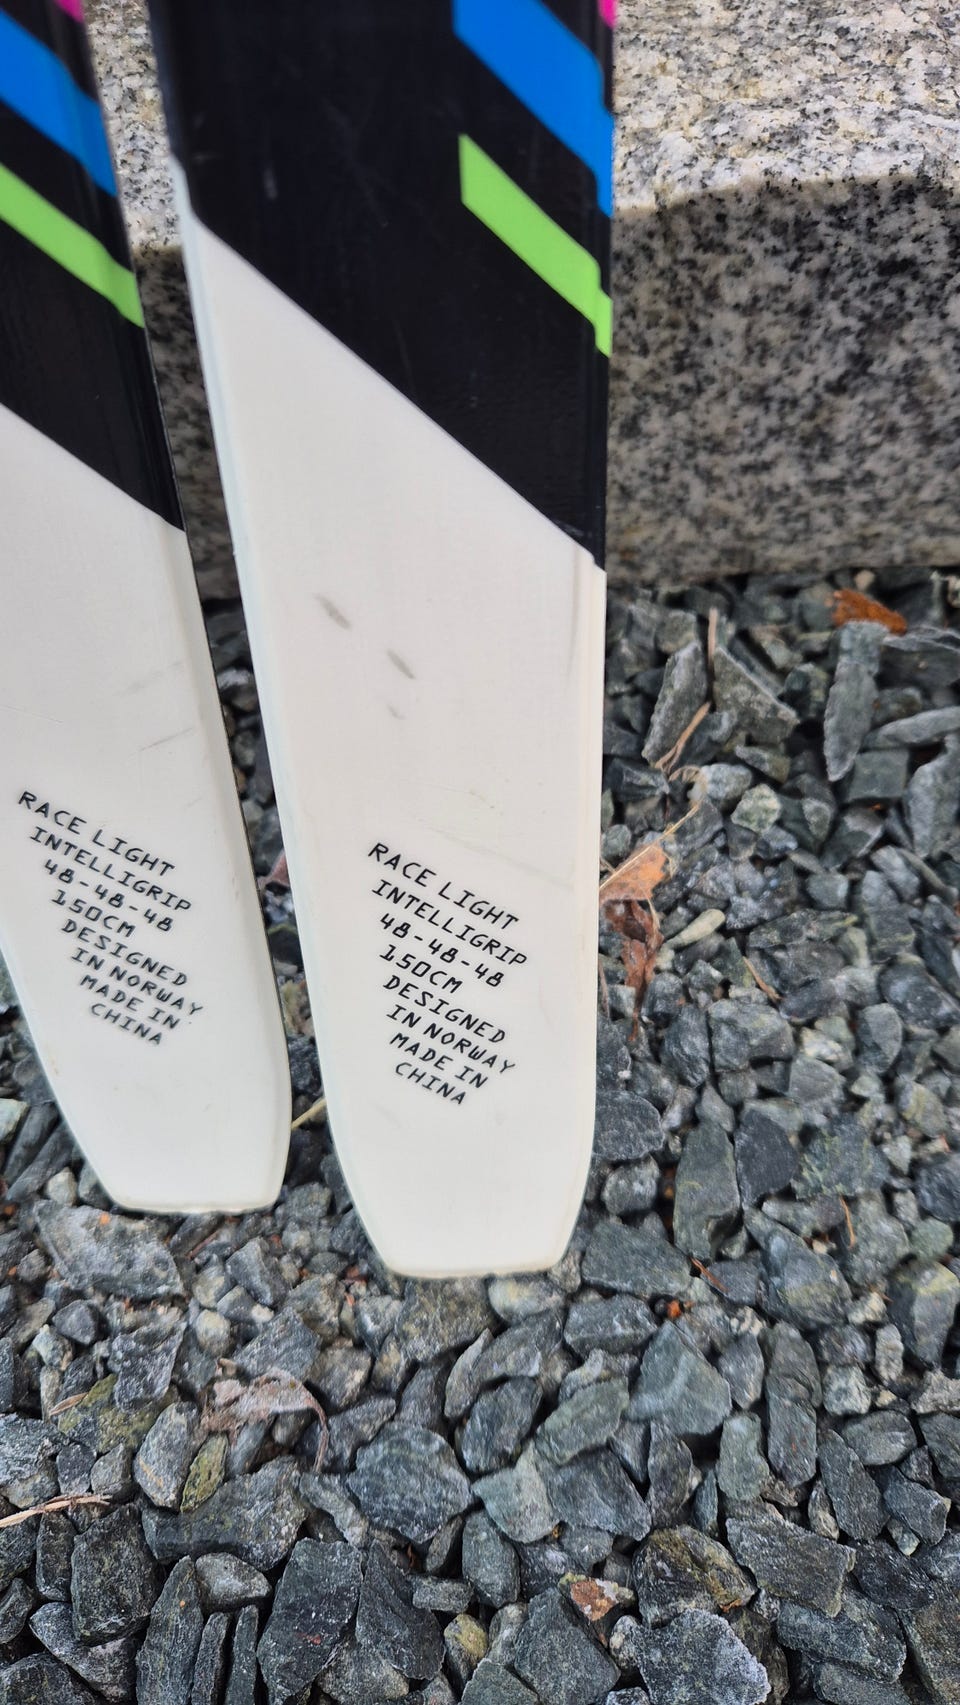 RACE LIGHT
INTELLIGRIP
48-48-48
150CM
DESIGNED
IN NORWAY
MADE IN
CHINA
RACE LIGHT
INTELLIGRIP
48-48-48
150CM
DESIGNED
IN NORWAY
MADE IN
CHINA